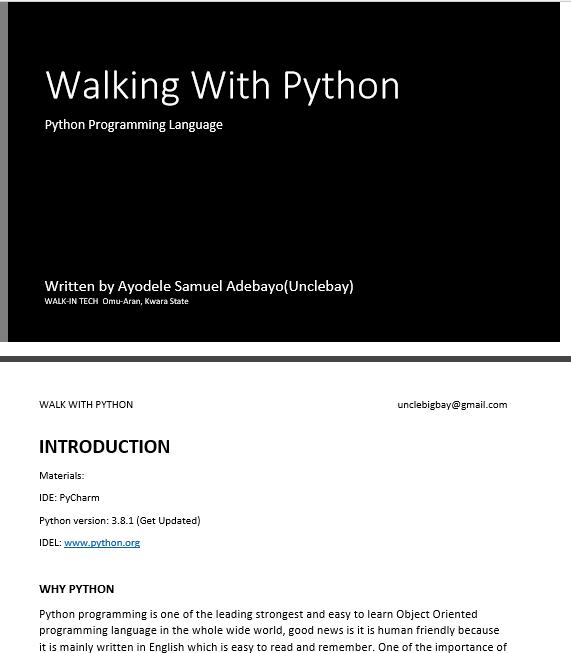 Walking With Python
Python Programming Language
Written by Ayodele Samuel Adebayo(Unclebay)
WALK-IN TECH Omu-Aran, Kwara State
WALK WITH PYTHON unclebigbay@gmail.com
INTRODUCTION
Materials:
IDE: PyCharm
Python version: 3.8.1 (Get Updated)
IDEL: www.python.org
WHY PYTHON
Python programming is one of the leading strongest and easy to learn Object Oriented
programming language in the whole wide world, good news is it is human friendly because
it is mainly written in English which is easy to read and remember. One of the importance of